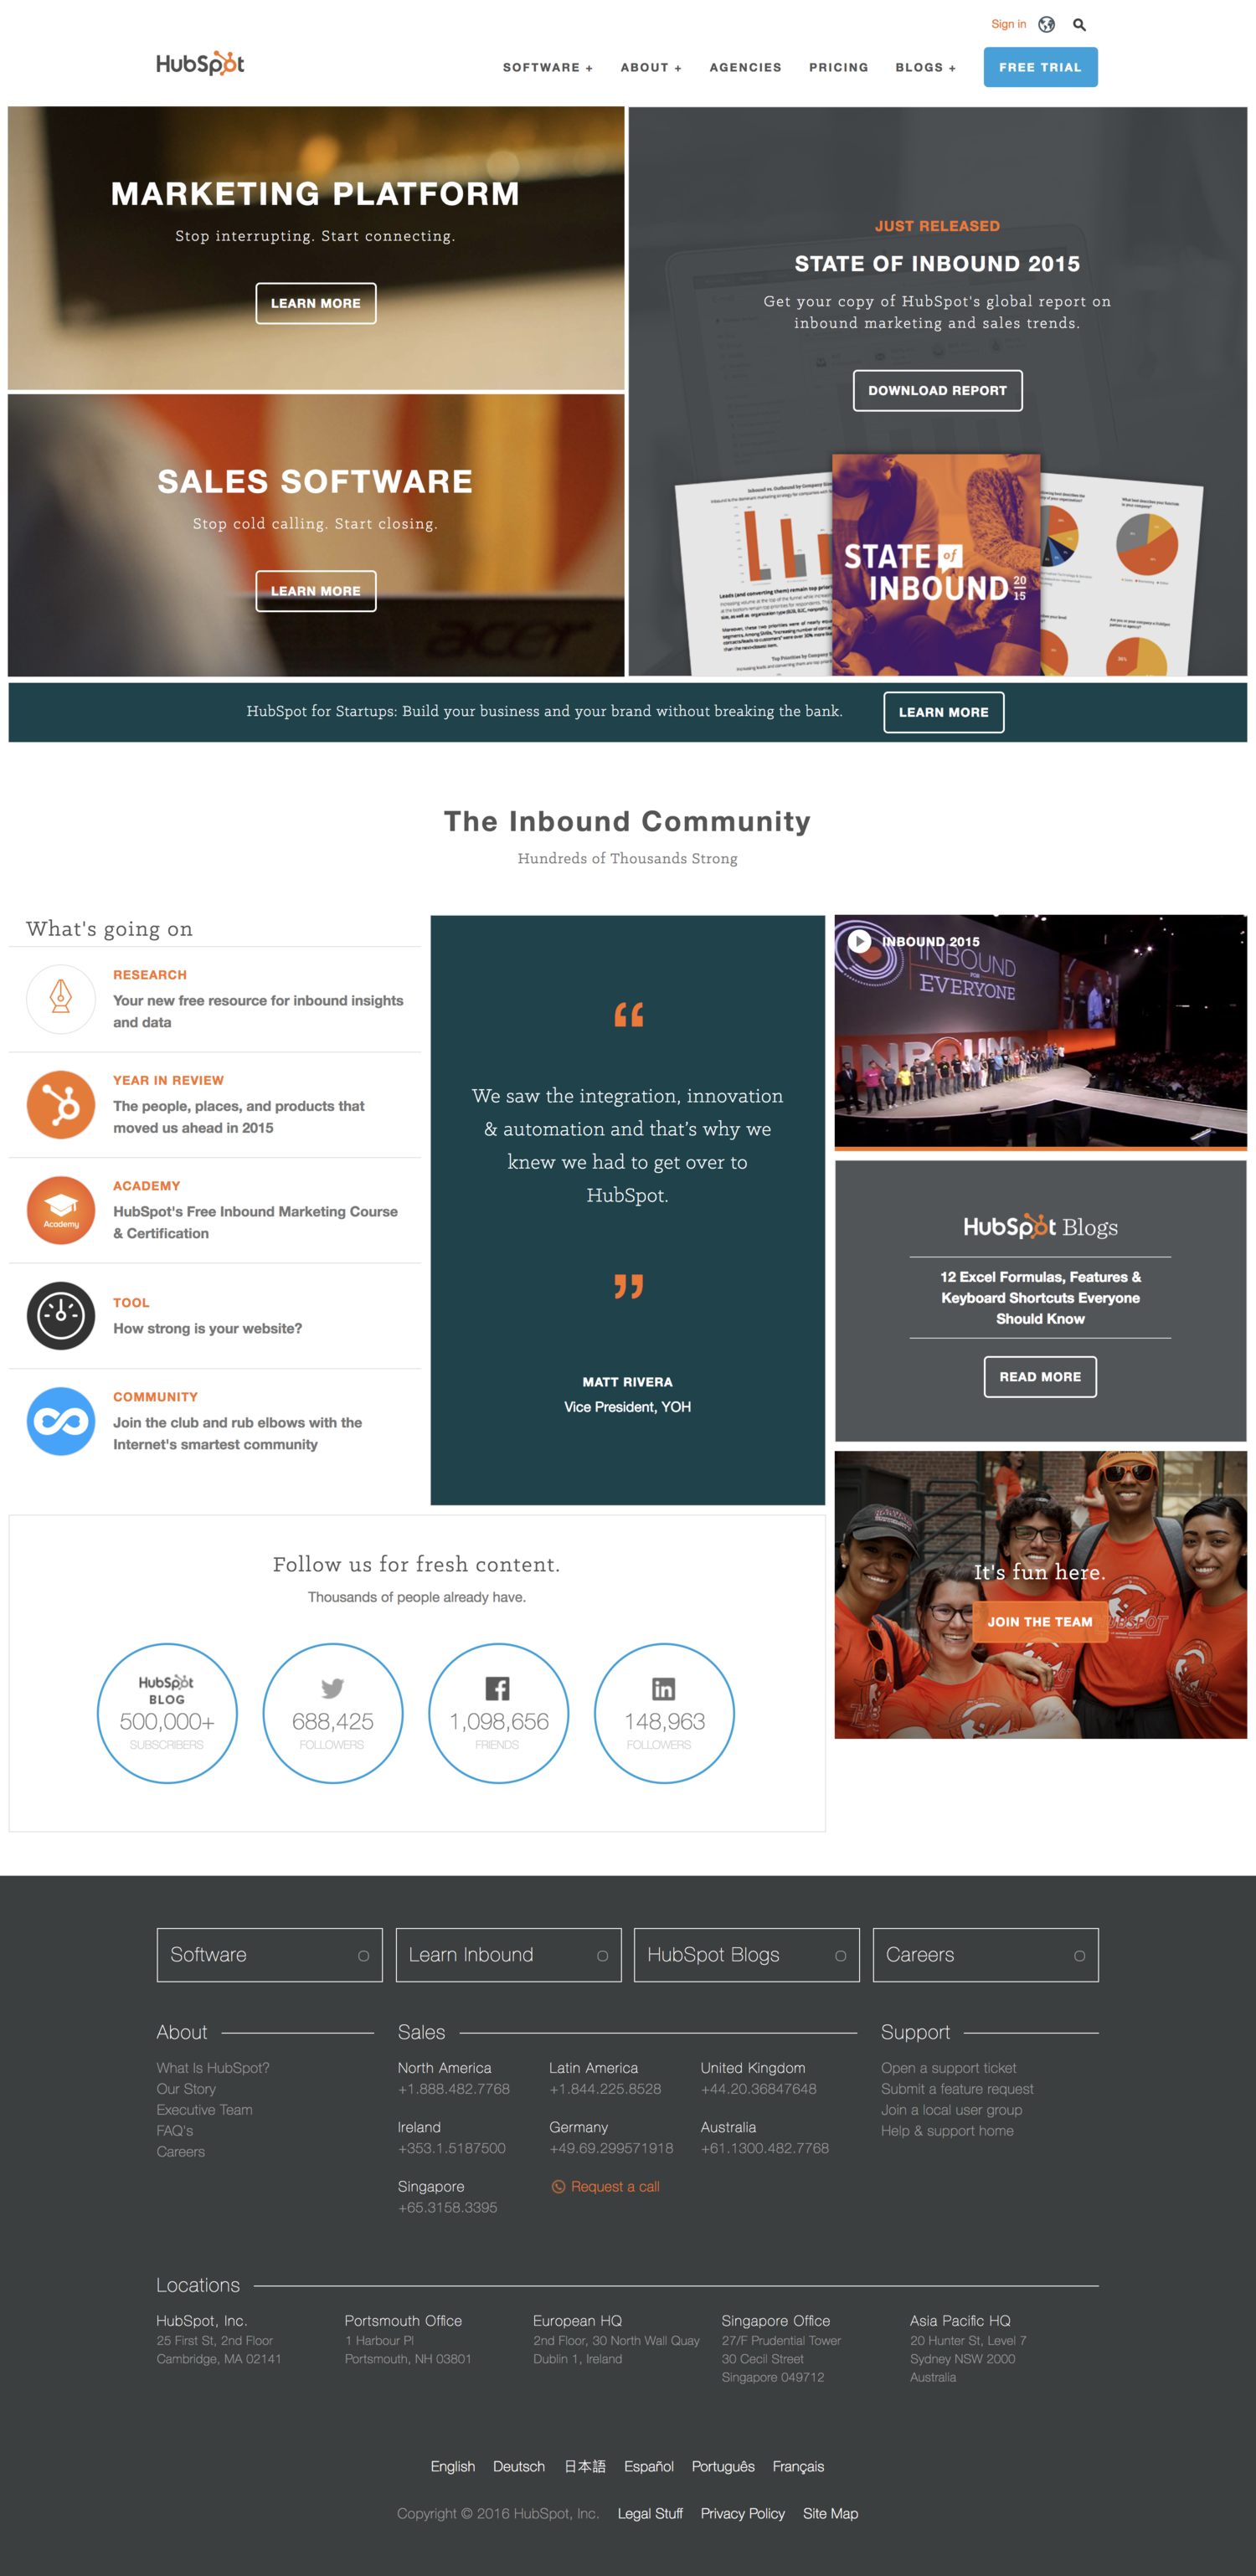 Sign in
HubSpot
SOFTWARE +
ABOUT +
AGENCIES
PRICING
BLOGS +
FREE TRIAL
MARKETING PLATFORM
Stop interrupting. Start connecting.
LEARN MORE
SALES SOFTWARE
Stop cold calling. Start closing.
LEARN MORE
JUST RELEASED
STATE OF INBOUND 2015
Get your copy of HubSpot's global report on
inbound marketing and sales trends.
DOWNLOAD REPORT
STATE of
INBOUND 20
15
HubSpot for Startups: Build your business and your brand without breaking the bank.
LEARN MORE
The Inbound Community
Hundreds of Thousands Strong
What's going on
RESEARCH
Your new free resource for inbound insights
and data
YEAR IN REVIEW
The people, places, and products that
moved us ahead in 2015
Academy
ACADEMY
HubSpot's Free Inbound Marketing Course
& Certification
TOOL
How strong is your website?
COMMUNITY
Join the club and rub elbows with the
Internet's smartest community
“
We saw the integration, innovation
& automation and that's why we
knew we had to get over to
HubSpot.
”
MATT RIVERA
Vice President, YOH
INBOUND 2015
INBOUND
FOR
EVERYONE
INBOUND
HubSpot Blogs
12 Excel Formulas, Features &
Keyboard Shortcuts Everyone
Should Know
READ MORE
It's fun here.
JOIN THE TEAM
Follow us for fresh content.
Thousands of people already have.
HubSpot
BLOG
500,000+
SUBSCRIBERS
688,425
FOLLOWERS
1,098,656
FRIENDS
in
148,963
FOLLOWERS
Software
Learn Inbound
HubSpot Blogs
Careers
About
What Is HubSpot?
Our Story
Executive Team
FAQ's
Careers
Sales
North America
+1.888.482.7768
Latin America
+1.844.225.8528
United Kingdom
+44.20.36847648
Ireland
+353.1.5187500
Germany
+49.69.299571918
Australia
+61.1300.482.7768
Singapore
+65.3158.3395
Request a call
Support
Open a support ticket
Submit a feature request
Join a local user group
Help & support home
Locations
HubSpot, Inc.
25 First St, 2nd Floor
Cambridge, MA 02141
Portsmouth Office
1 Harbour Pl
Portsmouth, NH 03801
European HQ
2nd Floor, 30 North Wall Quay
Dublin 1, Ireland
Singapore Office
27/F Prudential Tower
30 Cecil Street
Singapore 049712
Asia Pacific HQ
20 Hunter St, Level 7
Sydney NSW 2000
Australia
English Deutsch 日本語 Español Português Français
Copyright © 2016 HubSpot, Inc. Legal Stuff Privacy Policy Site Map